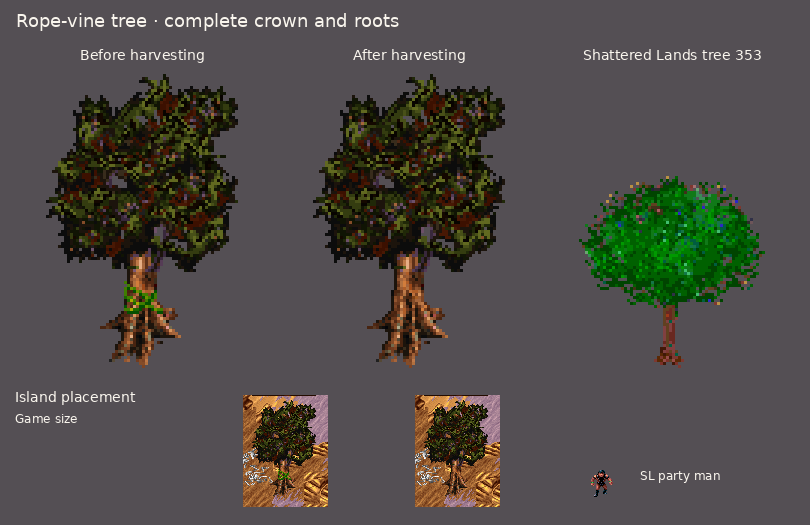 Rope-vine tree · complete crown and roots
Before harvesting
After harvesting
Shattered Lands tree 353
Island placement
Game size
SL party man